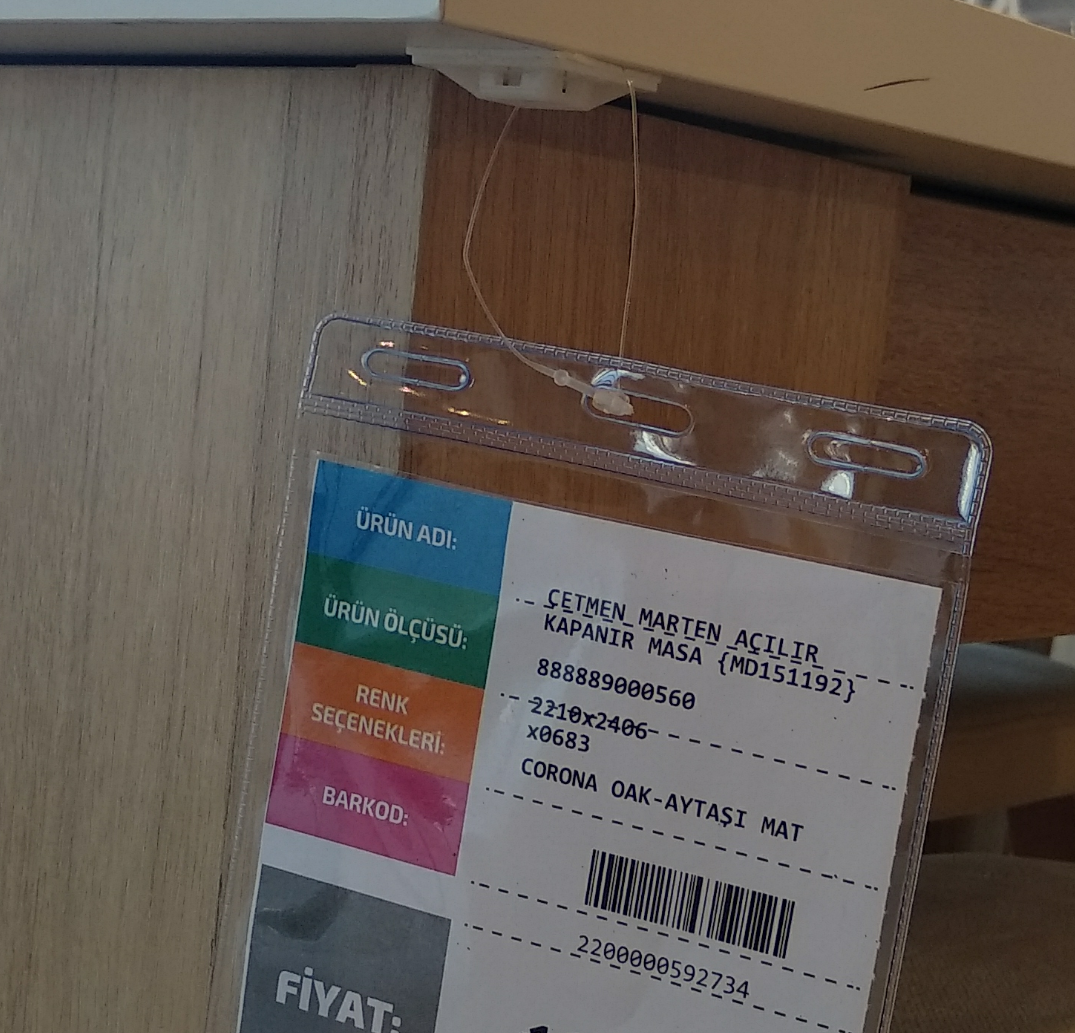 ÜRÜN ADI:
ÇETMEN MARTEN AÇILIR
KAPANIR MASA {MD151192}
ÜRÜN ÖLÇÜSÜ:
888889000560
2210x2406
x0683
RENK
SEÇENEKLERİ:
CORONA OAK-AYTAŞI MAT
BARKOD:
2200000592734
FİYAT: